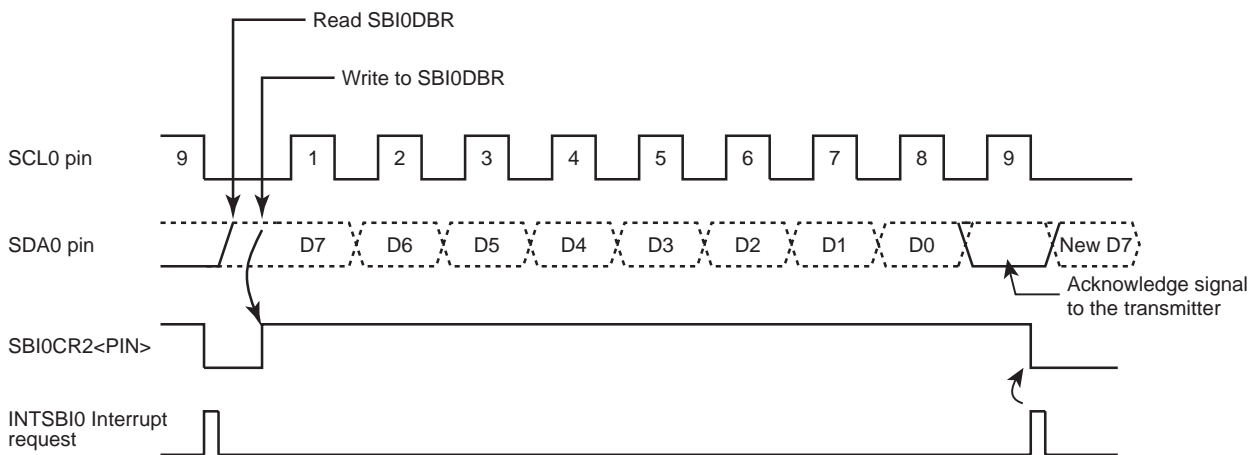 Read SBI0DBR
Write to SBI0DBR
SCL0 pin
9 1 2 3 4 5 6 7 8 9
SDA0 pin
D7 D6 D5 D4 D3 D2 D1 D0 New D7
Acknowledge signal
to the transmitter
SBI0CR2<PIN>
INTSBI0 Interrupt
request